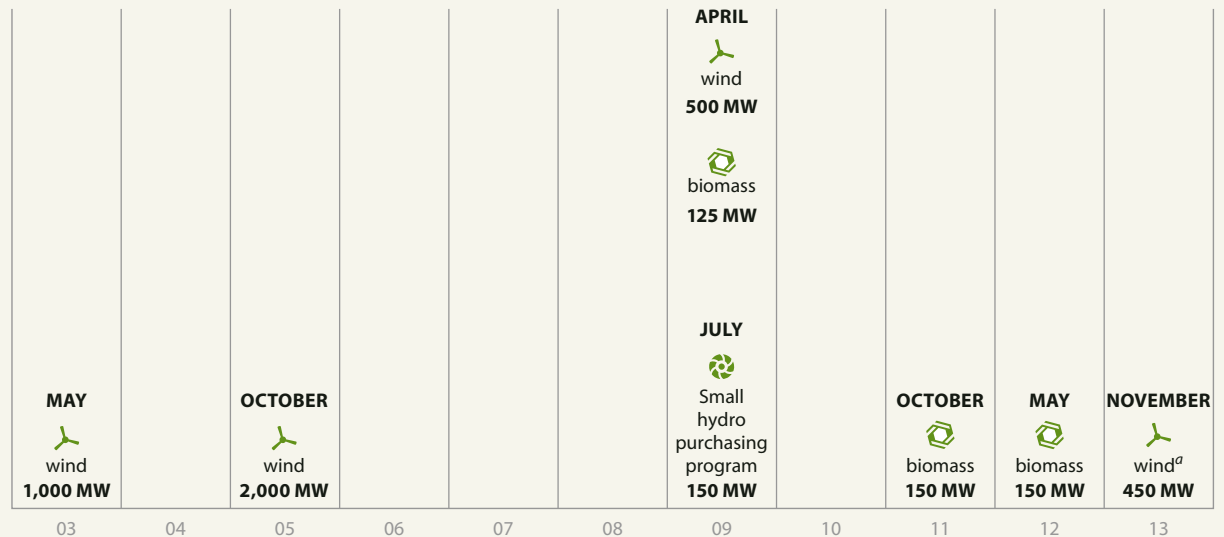 APRIL
wind
500 MW
biomass
125 MW
JULY
Small
hydro
purchasing
program
150 MW
MAY
wind
1,000 MW
OCTOBER
wind
2,000 MW
OCTOBER
biomass
150 MW
MAY
biomass
150 MW
NOVEMBER
wind a
450 MW
03 04 05 06 07 08 09 10 11 12 13